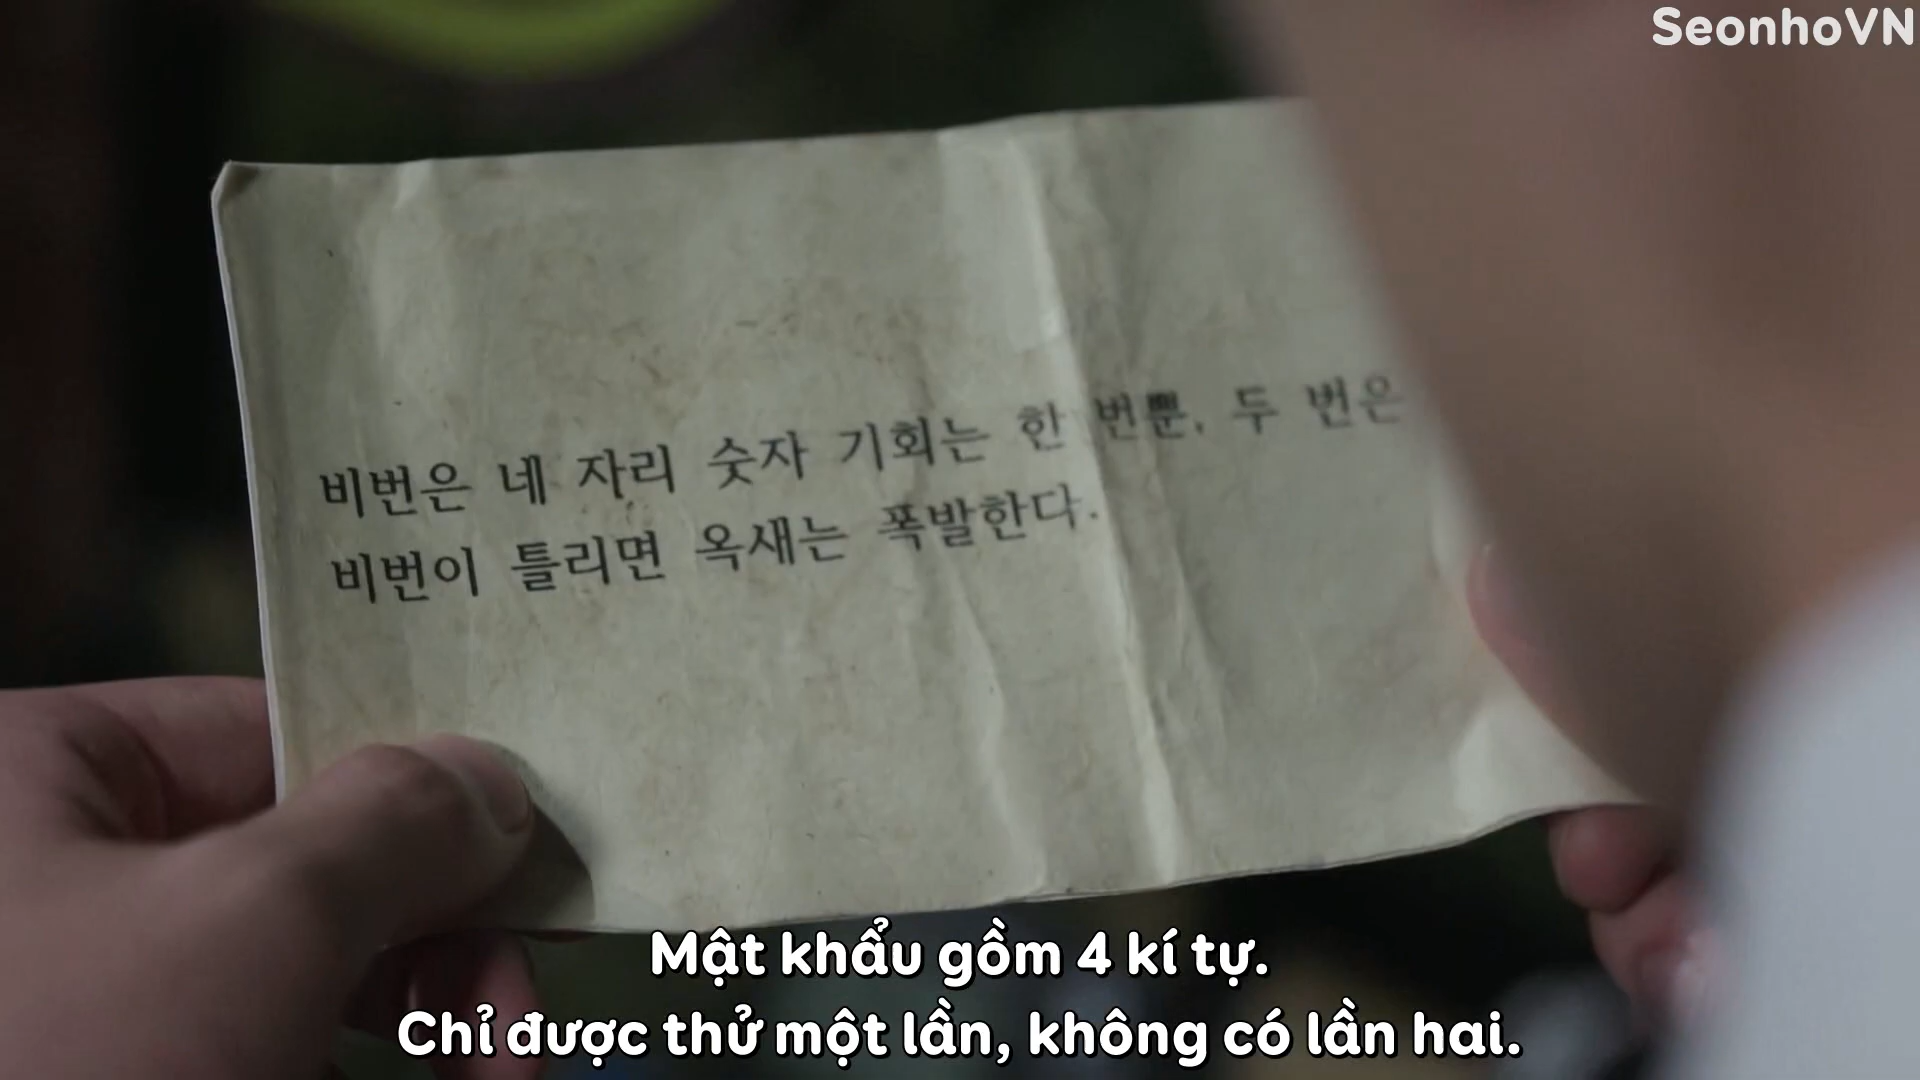 SeonhoVN
비번은 네 자리 숫자 기회는 한 번뿐, 두 번은
비번이 틀리면 옥새는 폭발한다.
Mật khẩu gồm 4 kí tự.
Chỉ được thử một lần, không có lần hai.